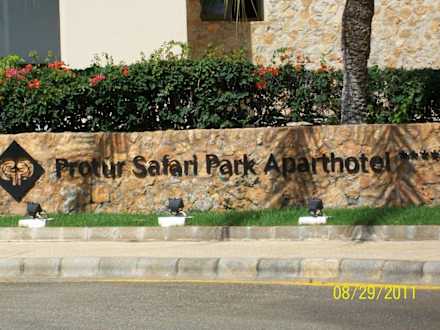 Protur Safari Park Aparthotel ****
08/29/2011